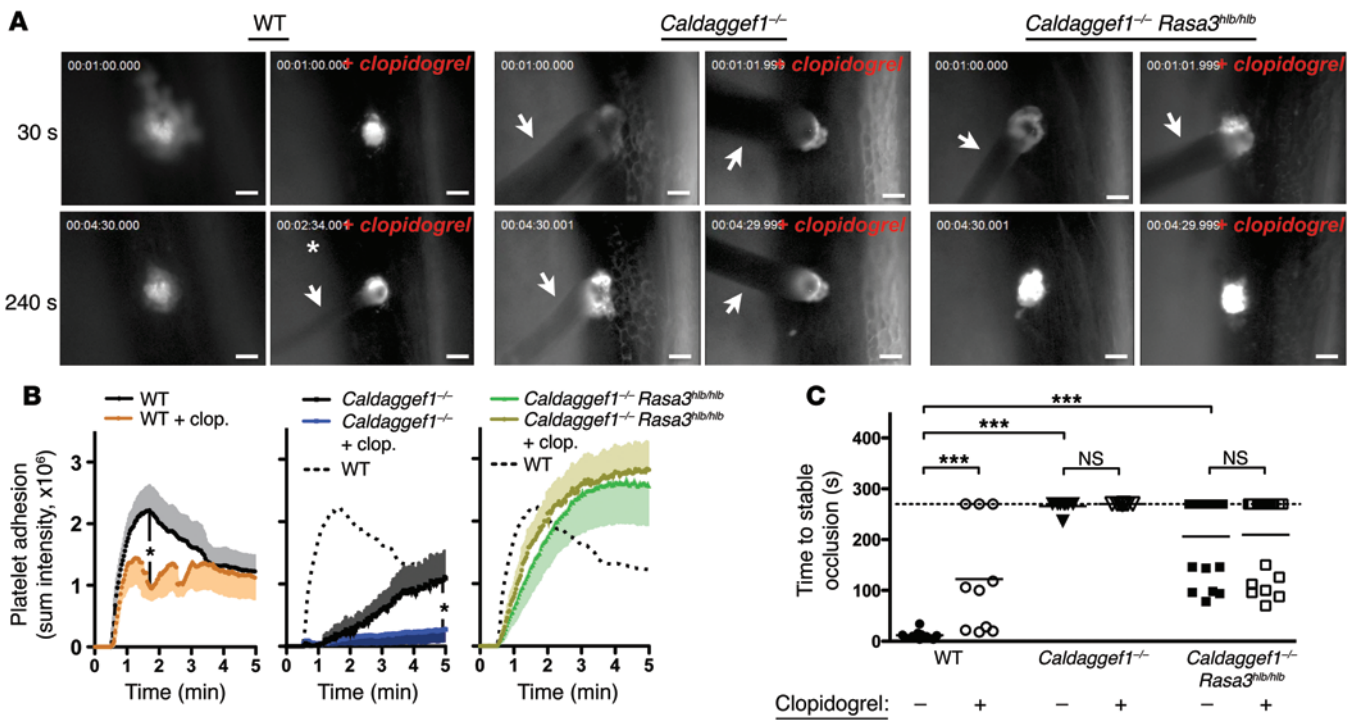 A
WT
Caldaggef1–/–
Caldaggef1–/– Rasa3hlb/hlb
30 s
00:01:00.000
+ clopidogrel
00:01:00.000
00:01:01.999
+ clopidogrel
00:01:00.000
00:01:01.999
+ clopidogrel
240 s
00:04:30.000
00:02:34.001
+ clopidogrel
*
00:04:30.001
00:04:29.999
+ clopidogrel
00:04:30.001
00:04:29.999
+ clopidogrel
B
WT
WT + clop.
Caldaggef1–/–
Caldaggef1–/–
+ clop.
WT
Caldaggef1–/– Rasa3hlb/hlb
Caldaggef1–/– Rasa3hlb/hlb
+ clop.
WT
Platelet adhesion
(sum intensity, x10⁶)
3
2
1
0
*
*
0 1 2 3 4 5
0 1 2 3 4 5
0 1 2 3 4 5
Time (min)
Time (min)
Time (min)
C
Time to stable
occlusion (s)
400
300
200
100
0
***
***
***
NS
NS
WT
Caldaggef1–/–
Caldaggef1–/–
Rasa3hlb/hlb
Clopidogrel: – + – + – +